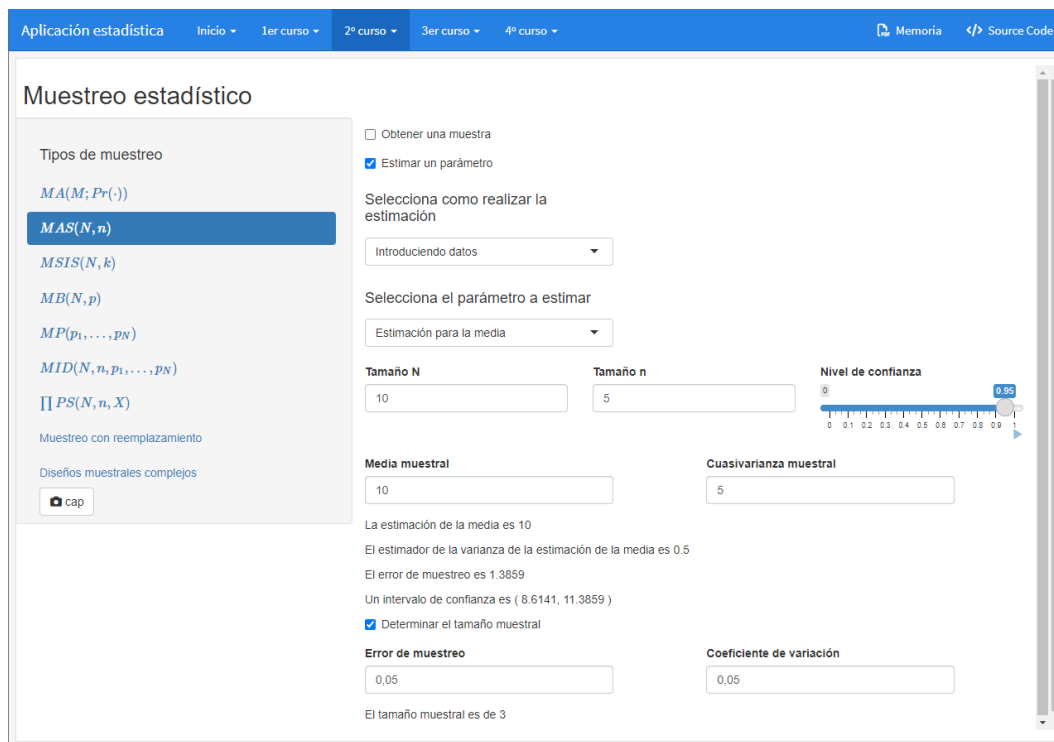 Aplicación estadística Inicio 1er curso 2º curso 3er curso 4º curso Memoria </> Source Code
Muestreo estadístico
Tipos de muestreo
MA(M; Pr(·))
MAS(N, n)
MSIS(N, k)
MB(N, p)
MP(p₁, . . . , p_N)
MID(N, n, p₁, . . . , p_N)
∏ PS(N, n, X)
Muestreo con reemplazamiento
Diseños muestrales complejos
cap
Obtener una muestra
Estimar un parámetro
Selecciona como realizar la
estimación
Introduciendo datos
Selecciona el parámetro a estimar
Estimación para la media
Tamaño N Tamaño n Nivel de confianza
10 5 0 0.95
0 0.1 0.2 0.3 0.4 0.5 0.6 0.7 0.8 0.9 1
Media muestral Cuasivarianza muestral
10 5
La estimación de la media es 10
El estimador de la varianza de la estimación de la media es 0.5
El error de muestreo es 1.3859
Un intervalo de confianza es ( 8.6141, 11.3859 )
Determinar el tamaño muestral
Error de muestreo Coeficiente de variación
0,05 0,05
El tamaño muestral es de 3